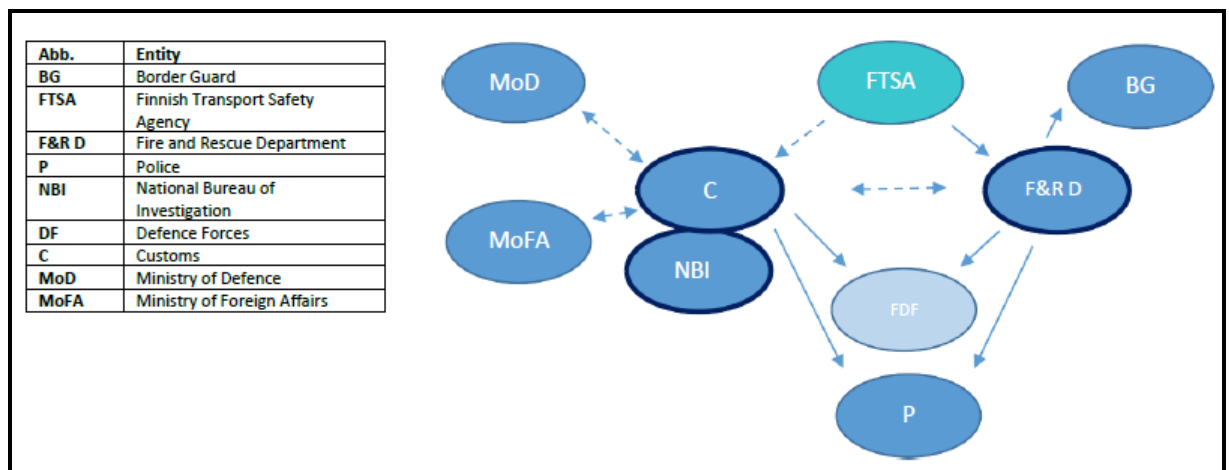 Abb. Entity
BG Border Guard
FTSA Finnish Transport Safety
Agency
F&R D Fire and Rescue Department
P Police
NBI National Bureau of
Investigation
DF Defence Forces
C Customs
MoD Ministry of Defence
MoFA Ministry of Foreign Affairs
MoD
FTSA
BG
C
F&R D
MoFA
NBI
FDF
P